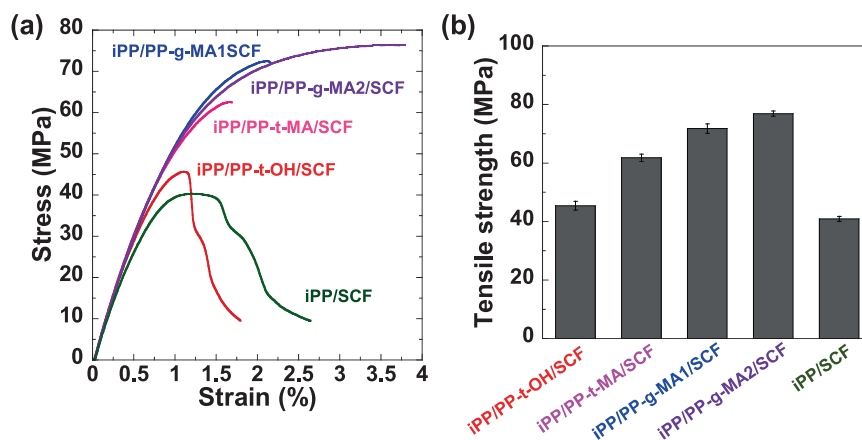 (a)
80
70
60
50
40
30
20
10
0
Stress (MPa)
iPP/PP-g-MA1SCF
iPP/PP-g-MA2/SCF
iPP/PP-t-MA/SCF
iPP/PP-t-OH/SCF
iPP/SCF
0 0.5 1 1.5 2 2.5 3 3.5 4
Strain (%)
(b)
100
80
60
40
20
0
Tensile strength (MPa)
iPP/PP-t-OH/SCF
iPP/PP-t-MA/SCF
iPP/PP-g-MA1/SCF
iPP/PP-g-MA2/SCF
iPP/SCF